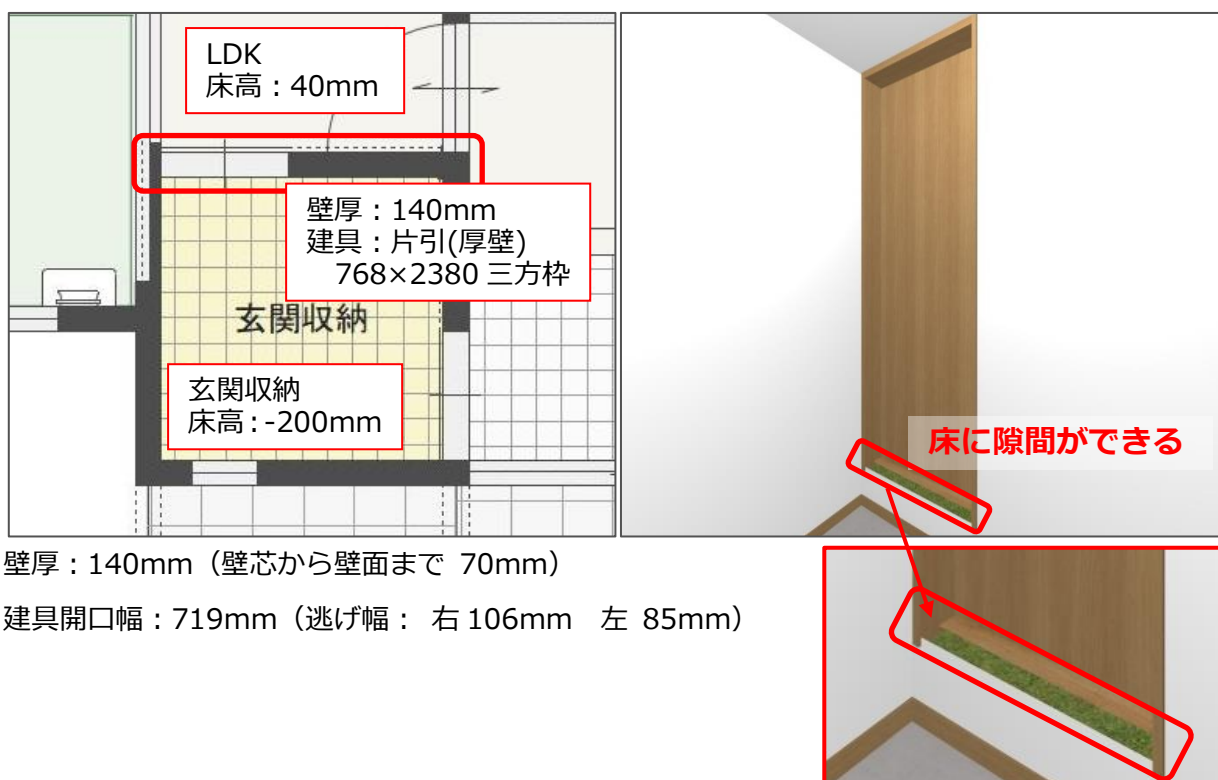 LDK
床高：40mm
壁厚：140mm
建具：片引(厚壁)
768×2380 三方枠
玄関収納
玄関収納
床高：-200mm
床に隙間ができる
壁厚：140mm（壁芯から壁面まで 70mm）
建具開口幅：719mm（逃げ幅： 右 106mm　左 85mm）